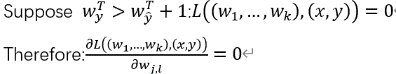 Suppose w_y^T > w_ŷ^T + 1:L((w_1, … , w_k), (x, y)) = 0
Therefore: ∂L((w_1,…,w_k),(x,y)) / ∂w_{j,l} = 0↵